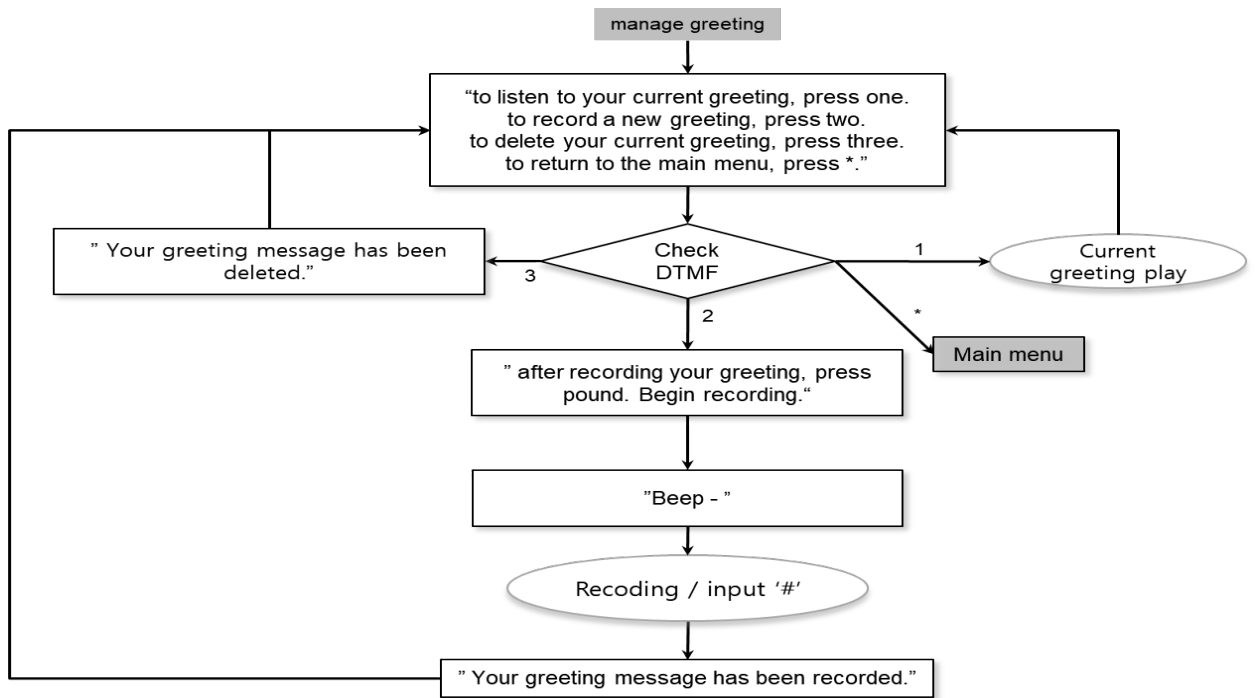 manage greeting
“to listen to your current greeting, press one.
to record a new greeting, press two.
to delete your current greeting, press three.
to return to the main menu, press *.”
” Your greeting message has been
deleted.”
3
Check
DTMF
1
Current
greeting play
*
Main menu
2
” after recording your greeting, press
pound. Begin recording.“
”Beep - ”
Recoding / input ‘#’
” Your greeting message has been recorded.”